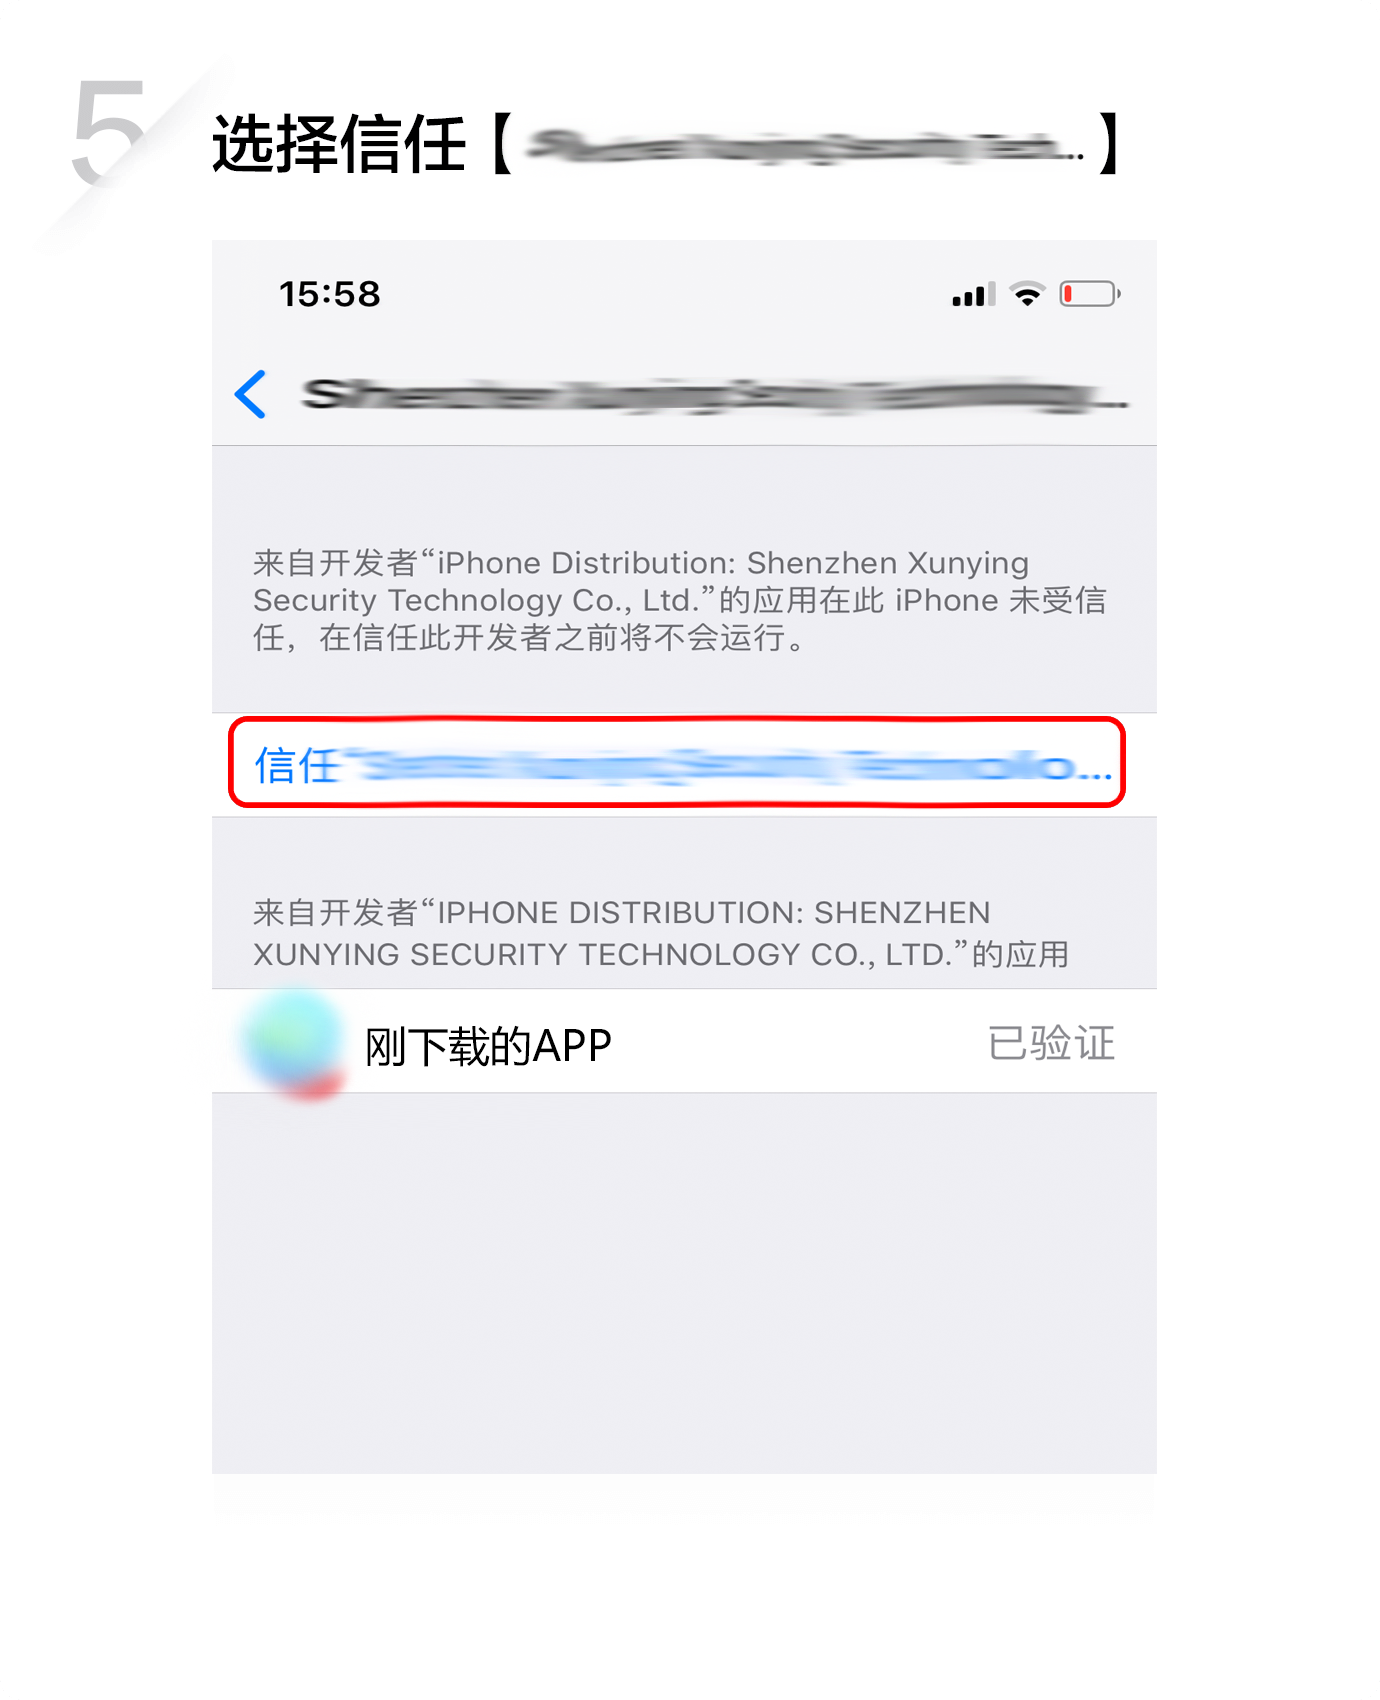 5
选择信任【 ... 】
15:58
...
来自开发者“iPhone Distribution: Shenzhen Xunying
Security Technology Co., Ltd.”的应用在此 iPhone 未受信
任，在信任此开发者之前将不会运行。
信任 ...
来自开发者“IPHONE DISTRIBUTION: SHENZHEN
XUNYING SECURITY TECHNOLOGY CO., LTD.”的应用
刚下载的APP
已验证